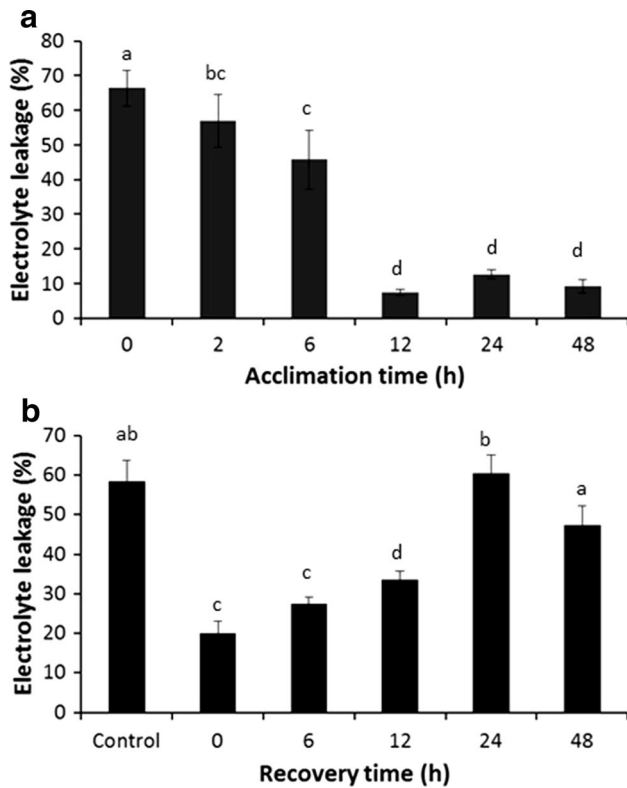 a
Electrolyte leakage (%)
80
70
60
50
40
30
20
10
0
a
bc
c
d
d
d
0 2 6 12 24 48
Acclimation time (h)
b
Electrolyte leakage (%)
70
60
50
40
30
20
10
0
ab
c
c
d
b
a
Control 0 6 12 24 48
Recovery time (h)